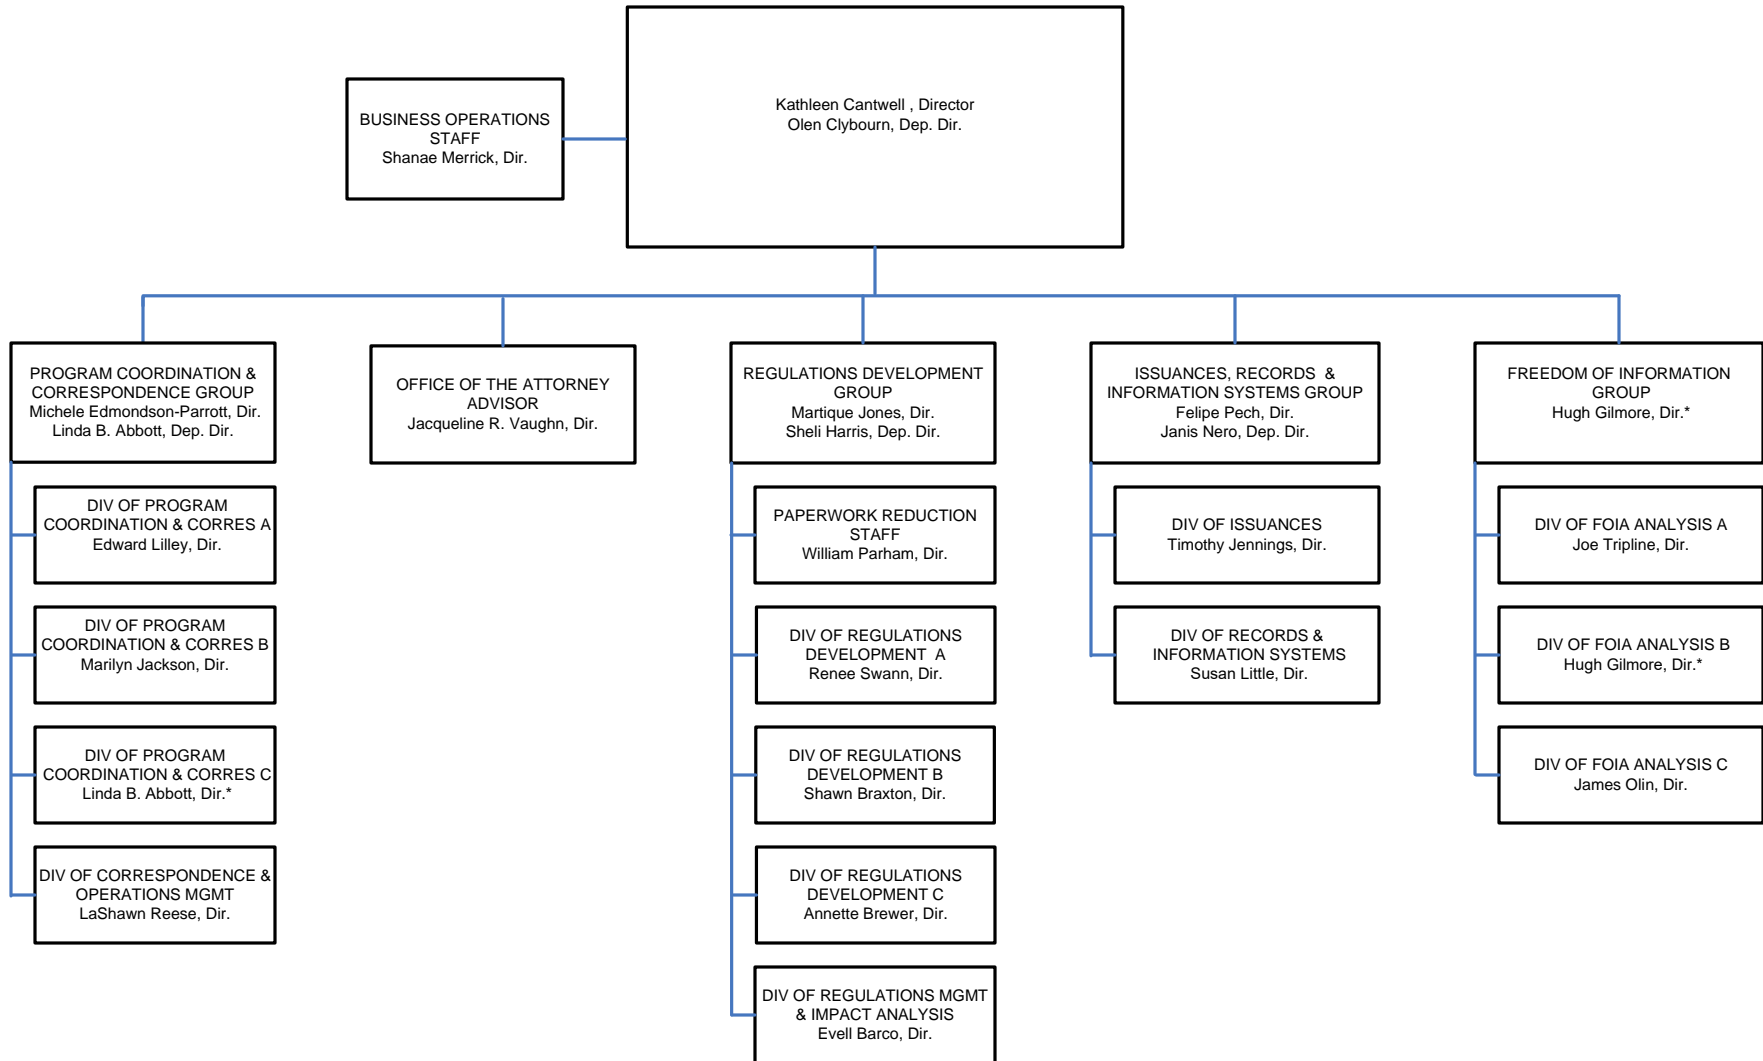 Kathleen Cantwell , Director
Olen Clybourn, Dep. Dir.
BUSINESS OPERATIONS
STAFF
Shanae Merrick, Dir.
PROGRAM COORDINATION &
CORRESPONDENCE GROUP
Michele Edmondson-Parrott, Dir.
Linda B. Abbott, Dep. Dir.
DIV OF PROGRAM
COORDINATION & CORRES A
Edward Lilley, Dir.
DIV OF PROGRAM
COORDINATION & CORRES B
Marilyn Jackson, Dir.
DIV OF PROGRAM
COORDINATION & CORRES C
Linda B. Abbott, Dir.*
DIV OF CORRESPONDENCE &
OPERATIONS MGMT
LaShawn Reese, Dir.
OFFICE OF THE ATTORNEY
ADVISOR
Jacqueline R. Vaughn, Dir.
REGULATIONS DEVELOPMENT
GROUP
Martique Jones, Dir.
Sheli Harris, Dep. Dir.
PAPERWORK REDUCTION
STAFF
William Parham, Dir.
DIV OF REGULATIONS
DEVELOPMENT A
Renee Swann, Dir.
DIV OF REGULATIONS
DEVELOPMENT B
Shawn Braxton, Dir.
DIV OF REGULATIONS
DEVELOPMENT C
Annette Brewer, Dir.
DIV OF REGULATIONS MGMT
& IMPACT ANALYSIS
Evell Barco, Dir.
ISSUANCES, RECORDS &
INFORMATION SYSTEMS GROUP
Felipe Pech, Dir.
Janis Nero, Dep. Dir.
DIV OF ISSUANCES
Timothy Jennings, Dir.
DIV OF RECORDS &
INFORMATION SYSTEMS
Susan Little, Dir.
FREEDOM OF INFORMATION
GROUP
Hugh Gilmore, Dir.*
DIV OF FOIA ANALYSIS A
Joe Tripline, Dir.
DIV OF FOIA ANALYSIS B
Hugh Gilmore, Dir.*
DIV OF FOIA ANALYSIS C
James Olin, Dir.